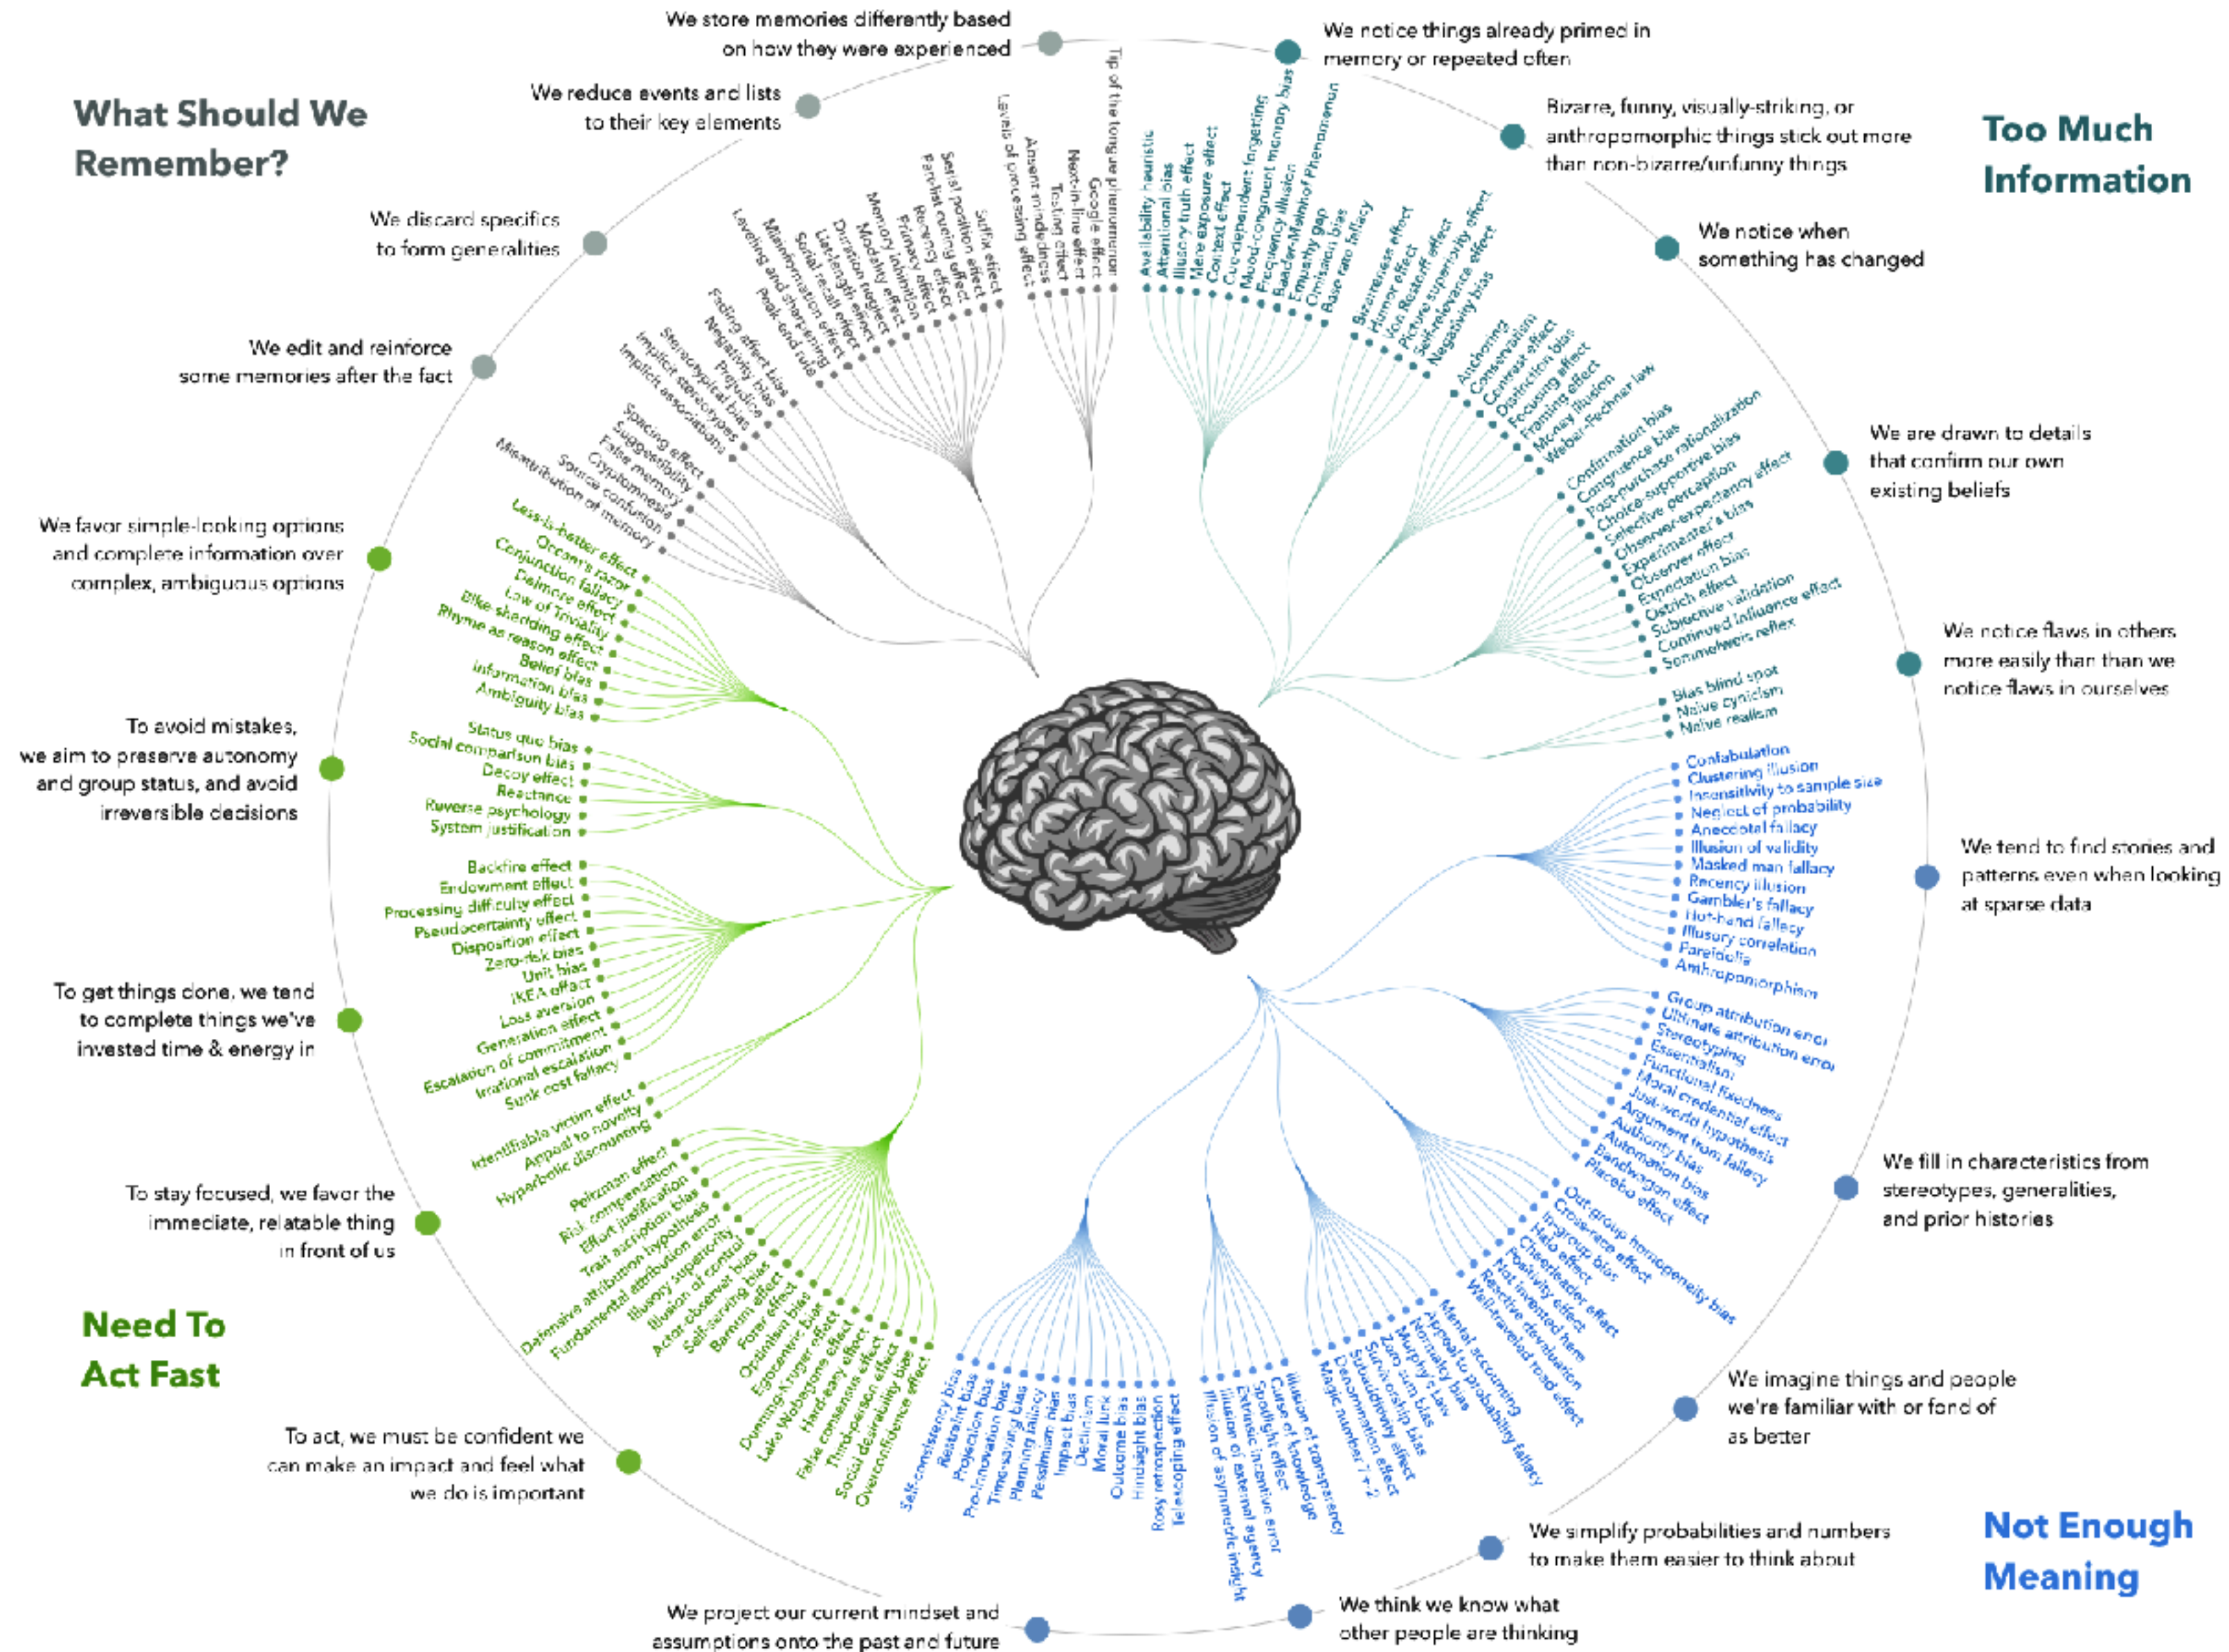 What Should We
Remember?
We store memories differently based
on how they were experienced
We reduce events and lists
to their key elements
We discard specifics
to form generalities
We edit and reinforce
some memories after the fact
Tip of the tongue phenomenon
Google effect
Next-in-line effect
Testing effect
Absent-mindedness
Levels of processing effect
Suffix effect
Serial position effect
Part-list cueing effect
Recency effect
Primacy effect
Memory inhibition
Modality effect
Duration neglect
List-length effect
Serial recall effect
Misinformation effect
Leveling and sharpening
Peak-end rule
Fading affect bias
Negativity bias
Prejudice
Stereotypical bias
Implicit stereotypes
Implicit associations
Spacing effect
Suggestibility
False memory
Cryptomnesia
Source confusion
Misattribution of memory
Too Much
Information
We notice things already primed in
memory or repeated often
Bizarre, funny, visually-striking, or
anthropomorphic things stick out more
than non-bizarre/unfunny things
We notice when
something has changed
We are drawn to details
that confirm our own
existing beliefs
We notice flaws in others
more easily than than we
notice flaws in ourselves
Availability heuristic
Attentional bias
Illusory truth effect
Mere exposure effect
Context effect
Cue-dependent forgetting
Mood-congruent memory bias
Frequency illusion
Baader-Meinhof Phenomenon
Empathy gap
Omission bias
Base rate fallacy
Bizarreness effect
Humor effect
Von Restorff effect
Picture superiority effect
Self-relevance effect
Negativity bias
Anchoring
Conservatism
Contrast effect
Distinction bias
Focusing effect
Framing effect
Money illusion
Weber-Fechner law
Confirmation bias
Congruence bias
Post-purchase rationalization
Choice-supportive bias
Selective perception
Observer-expectancy effect
Experimenter's bias
Observer effect
Expectation bias
Ostrich effect
Subjective validation
Continued influence effect
Semmelweis reflex
Bias blind spot
Naïve cynicism
Naïve realism
Not Enough
Meaning
We tend to find stories and
patterns even when looking
at sparse data
We fill in characteristics from
stereotypes, generalities,
and prior histories
We imagine things and people
we're familiar with or fond of
as better
We simplify probabilities and numbers
to make them easier to think about
We think we know what
other people are thinking
We project our current mindset and
assumptions onto the past and future
Confabulation
Clustering illusion
Insensitivity to sample size
Neglect of probability
Anecdotal fallacy
Illusion of validity
Masked man fallacy
Recency illusion
Gambler's fallacy
Hot-hand fallacy
Illusory correlation
Pareidolia
Anthropomorphism
Group attribution error
Ultimate attribution error
Stereotyping
Essentialism
Functional fixedness
Moral credential effect
Just-world hypothesis
Argument from fallacy
Authority bias
Automation bias
Bandwagon effect
Placebo effect
Out-group homogeneity bias
Cross-race effect
In-group bias
Halo effect
Cheerleader effect
Positivity effect
Not invented here
Reactive devaluation
Well-traveled road effect
Mental accounting
Appeal to probability fallacy
Normalcy bias
Murphy's Law
Zero sum bias
Survivorship bias
Subadditivity effect
Denomination effect
Magic number 7+-2
Illusion of transparency
Curse of knowledge
Spotlight effect
Extrinsic incentive error
Illusion of external agency
Illusion of asymmetric insight
Telescoping effect
Rosy retrospection
Hindsight bias
Outcome bias
Moral luck
Declinism
Impact bias
Pessimism bias
Planning fallacy
Time-saving bias
Pro-innovation bias
Projection bias
Restraint bias
Self-consistency bias
Need To
Act Fast
We favor simple-looking options
and complete information over
complex, ambiguous options
To avoid mistakes,
we aim to preserve autonomy
and group status, and avoid
irreversible decisions
To get things done, we tend
to complete things we've
invested time & energy in
To stay focused, we favor the
immediate, relatable thing
in front of us
To act, we must be confident we
can make an impact and feel what
we do is important
Less-is-better effect
Occam's razor
Conjunction fallacy
Delmore effect
Law of Triviality
Bike-shedding effect
Rhyme as reason effect
Belief bias
Information bias
Ambiguity bias
Status quo bias
Social comparison bias
Decoy effect
Reactance
Reverse psychology
System justification
Backfire effect
Endowment effect
Processing difficulty effect
Pseudocertainty effect
Disposition effect
Zero-risk bias
Unit bias
IKEA effect
Loss aversion
Generation effect
Escalation of commitment
Irrational escalation
Sunk cost fallacy
Identifiable victim effect
Appeal to novelty
Hyperbolic discounting
Peltzman effect
Risk compensation
Effort justification
Trait ascription bias
Defensive attribution hypothesis
Fundamental attribution error
Illusory superiority
Illusion of control
Actor-observer bias
Self-serving bias
Barnum effect
Forer effect
Optimism bias
Egocentric bias
Dunning-Kruger effect
Lake Wobegone effect
Hard-easy effect
False consensus effect
Third-person effect
Social desirability bias
Overconfidence effect